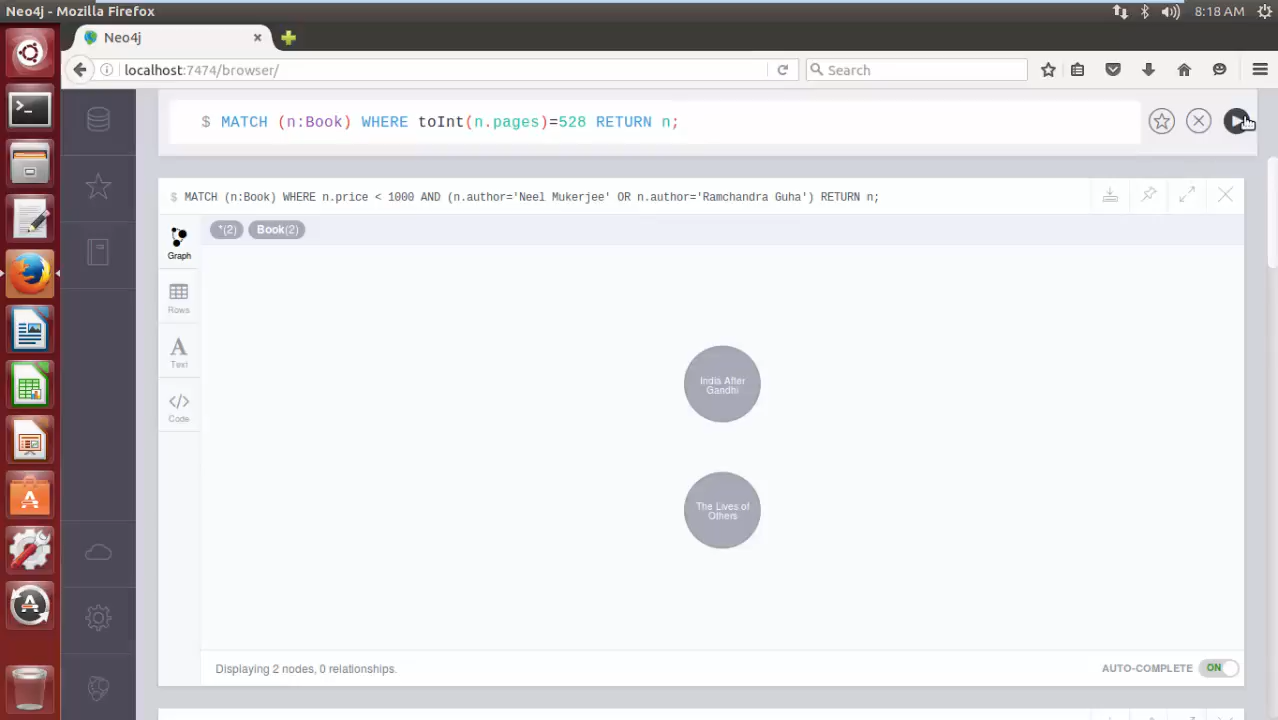 Neo4j - Mozilla Firefox
8:18 AM
Neo4j
localhost:7474/browser/
Search
$ MATCH (n:Book) WHERE toInt(n.pages)=528 RETURN n;
$ MATCH (n:Book) WHERE n.price < 1000 AND (n.author='Neel Mukerjee' OR n.author='Ramchandra Guha') RETURN n;
*(2) Book(2)
Graph
Rows
Text
Code
India After
Gandhi
The Lives of
Others
Displaying 2 nodes, 0 relationships.
AUTO-COMPLETE ON